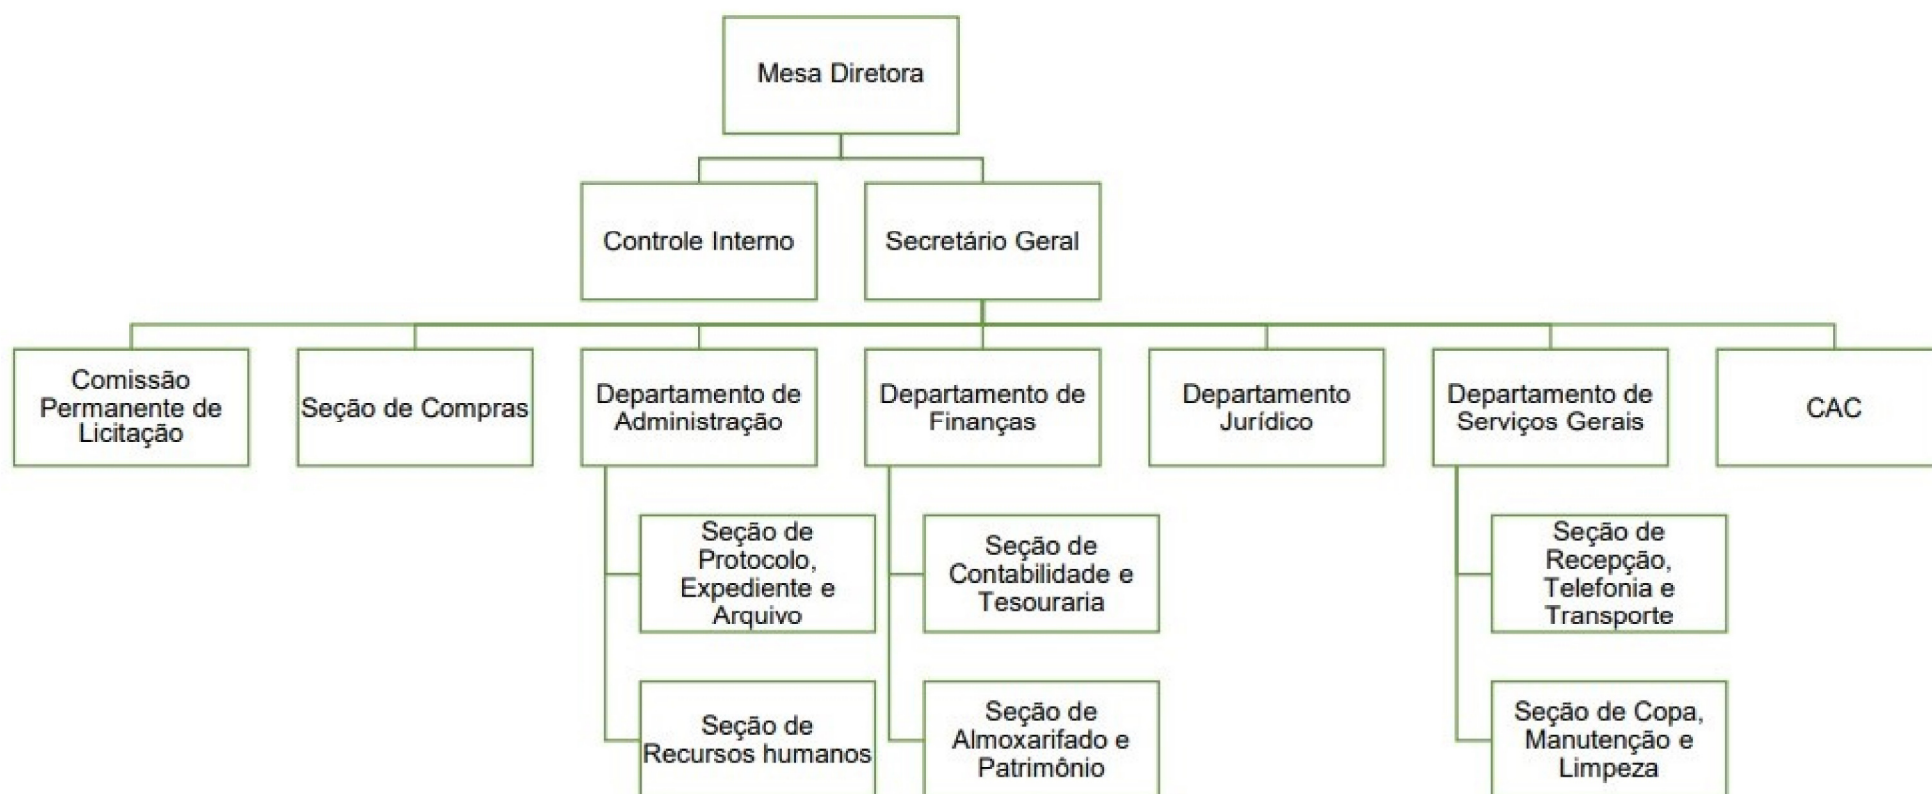 Mesa Diretora
Controle Interno
Secretário Geral
Comissão
Permanente de
Licitação
Seção de Compras
Departamento de
Administração
Departamento de
Finanças
Departamento
Jurídico
Departamento de
Serviços Gerais
CAC
Seção de
Protocolo,
Expediente e
Arquivo
Seção de
Contabilidade e
Tesouraria
Seção de
Recepção,
Telefonia e
Transporte
Seção de
Recursos humanos
Seção de
Almoxarifado e
Patrimônio
Seção de Copa,
Manutenção e
Limpeza